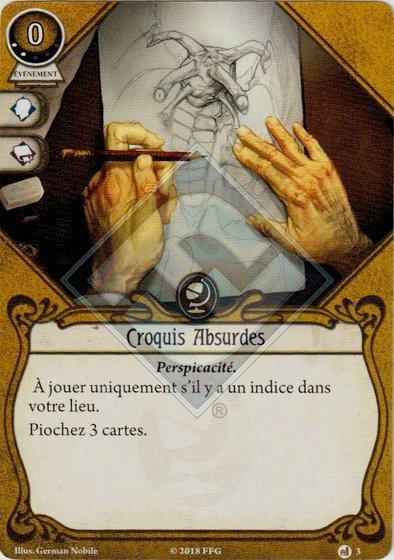 0
ÉVÉNEMENT
Croquis Absurdes
Perspicacité.
À jouer uniquement s'il y a un indice dans
votre lieu.
Piochez 3 cartes.
®
Illus. German Nobile © 2018 FFG 3